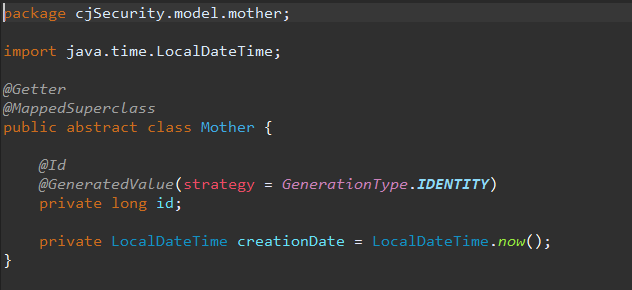 package cjSecurity.model.mother;
import java.time.LocalDateTime;
@Getter
@MappedSuperclass
public abstract class Mother {
@Id
@GeneratedValue(strategy = GenerationType.IDENTITY)
private long id;
private LocalDateTime creationDate = LocalDateTime.now();
}